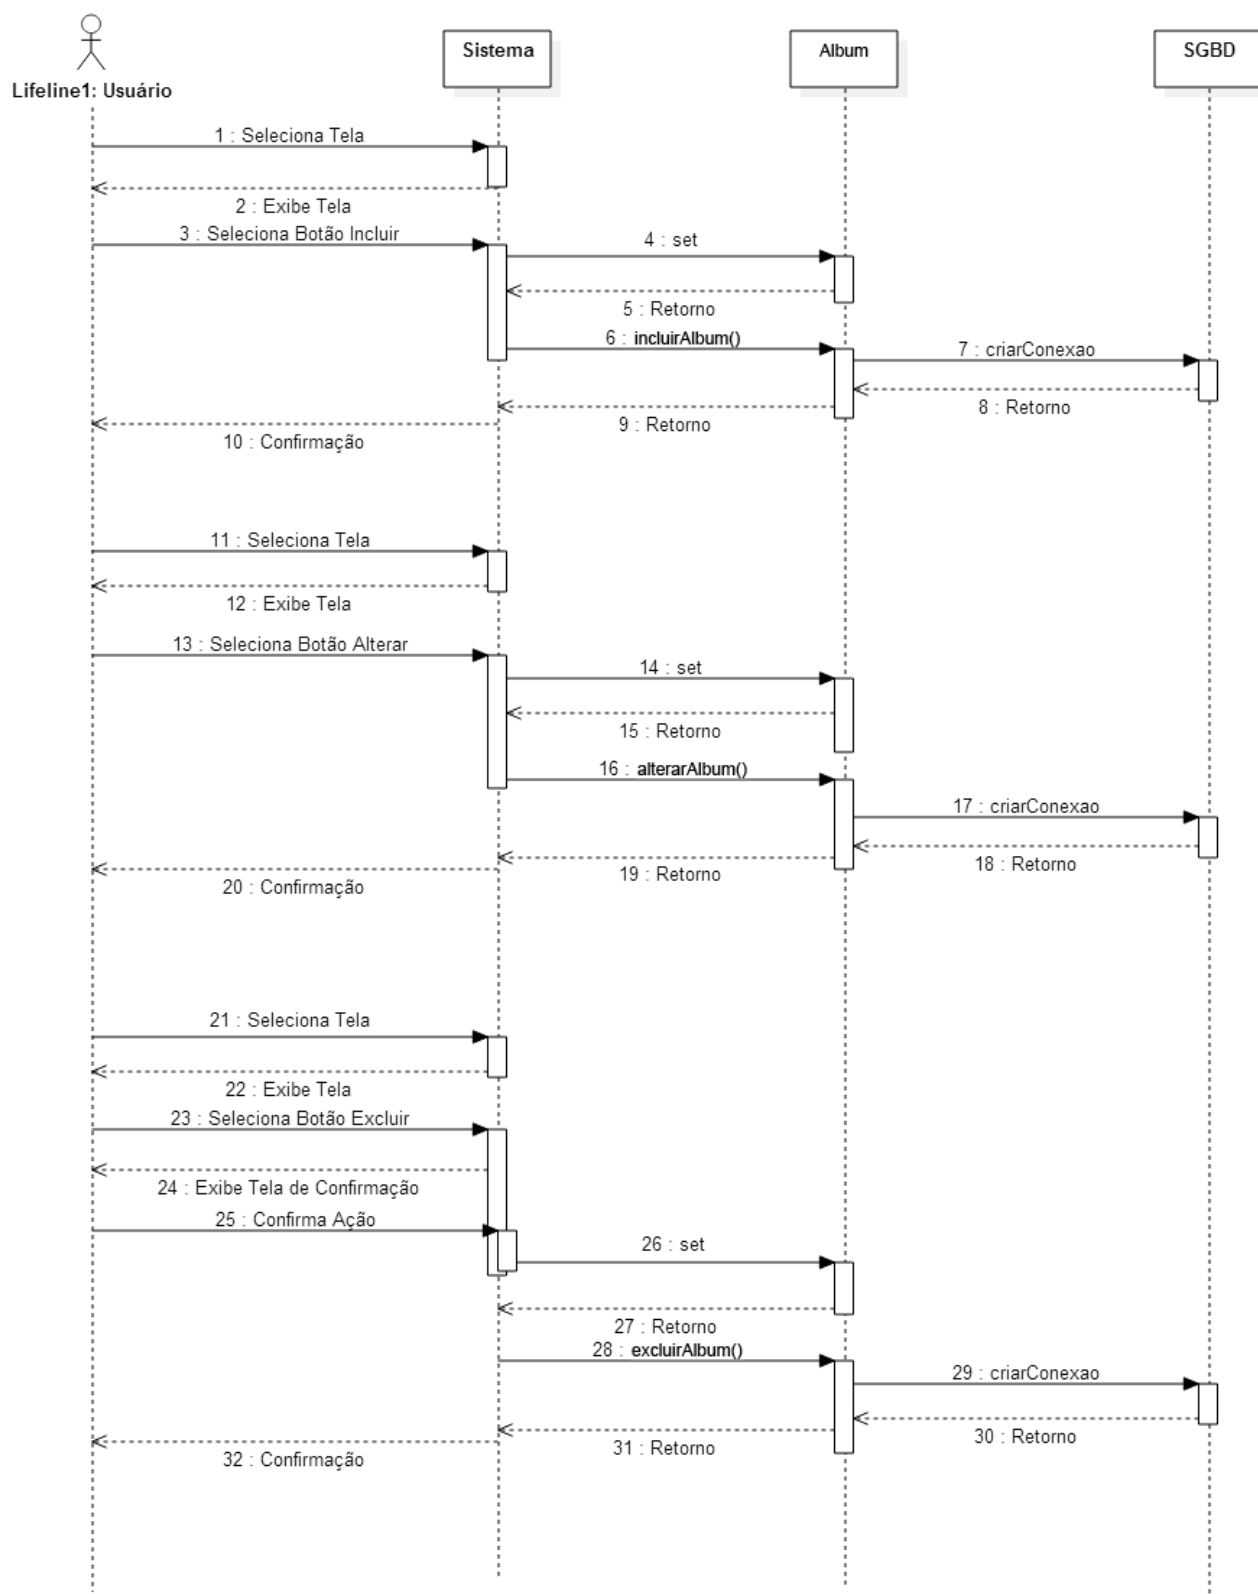 Sistema
Album
SGBD
Lifeline1: Usuário
1 : Seleciona Tela
2 : Exibe Tela
3 : Seleciona Botão Incluir
4 : set
5 : Retorno
6 : incluirAlbum()
7 : criarConexao
8 : Retorno
9 : Retorno
10 : Confirmação
11 : Seleciona Tela
12 : Exibe Tela
13 : Seleciona Botão Alterar
14 : set
15 : Retorno
16 : alterarAlbum()
17 : criarConexao
18 : Retorno
19 : Retorno
20 : Confirmação
21 : Seleciona Tela
22 : Exibe Tela
23 : Seleciona Botão Excluir
24 : Exibe Tela de Confirmação
25 : Confirma Ação
26 : set
27 : Retorno
28 : excluirAlbum()
29 : criarConexao
30 : Retorno
31 : Retorno
32 : Confirmação